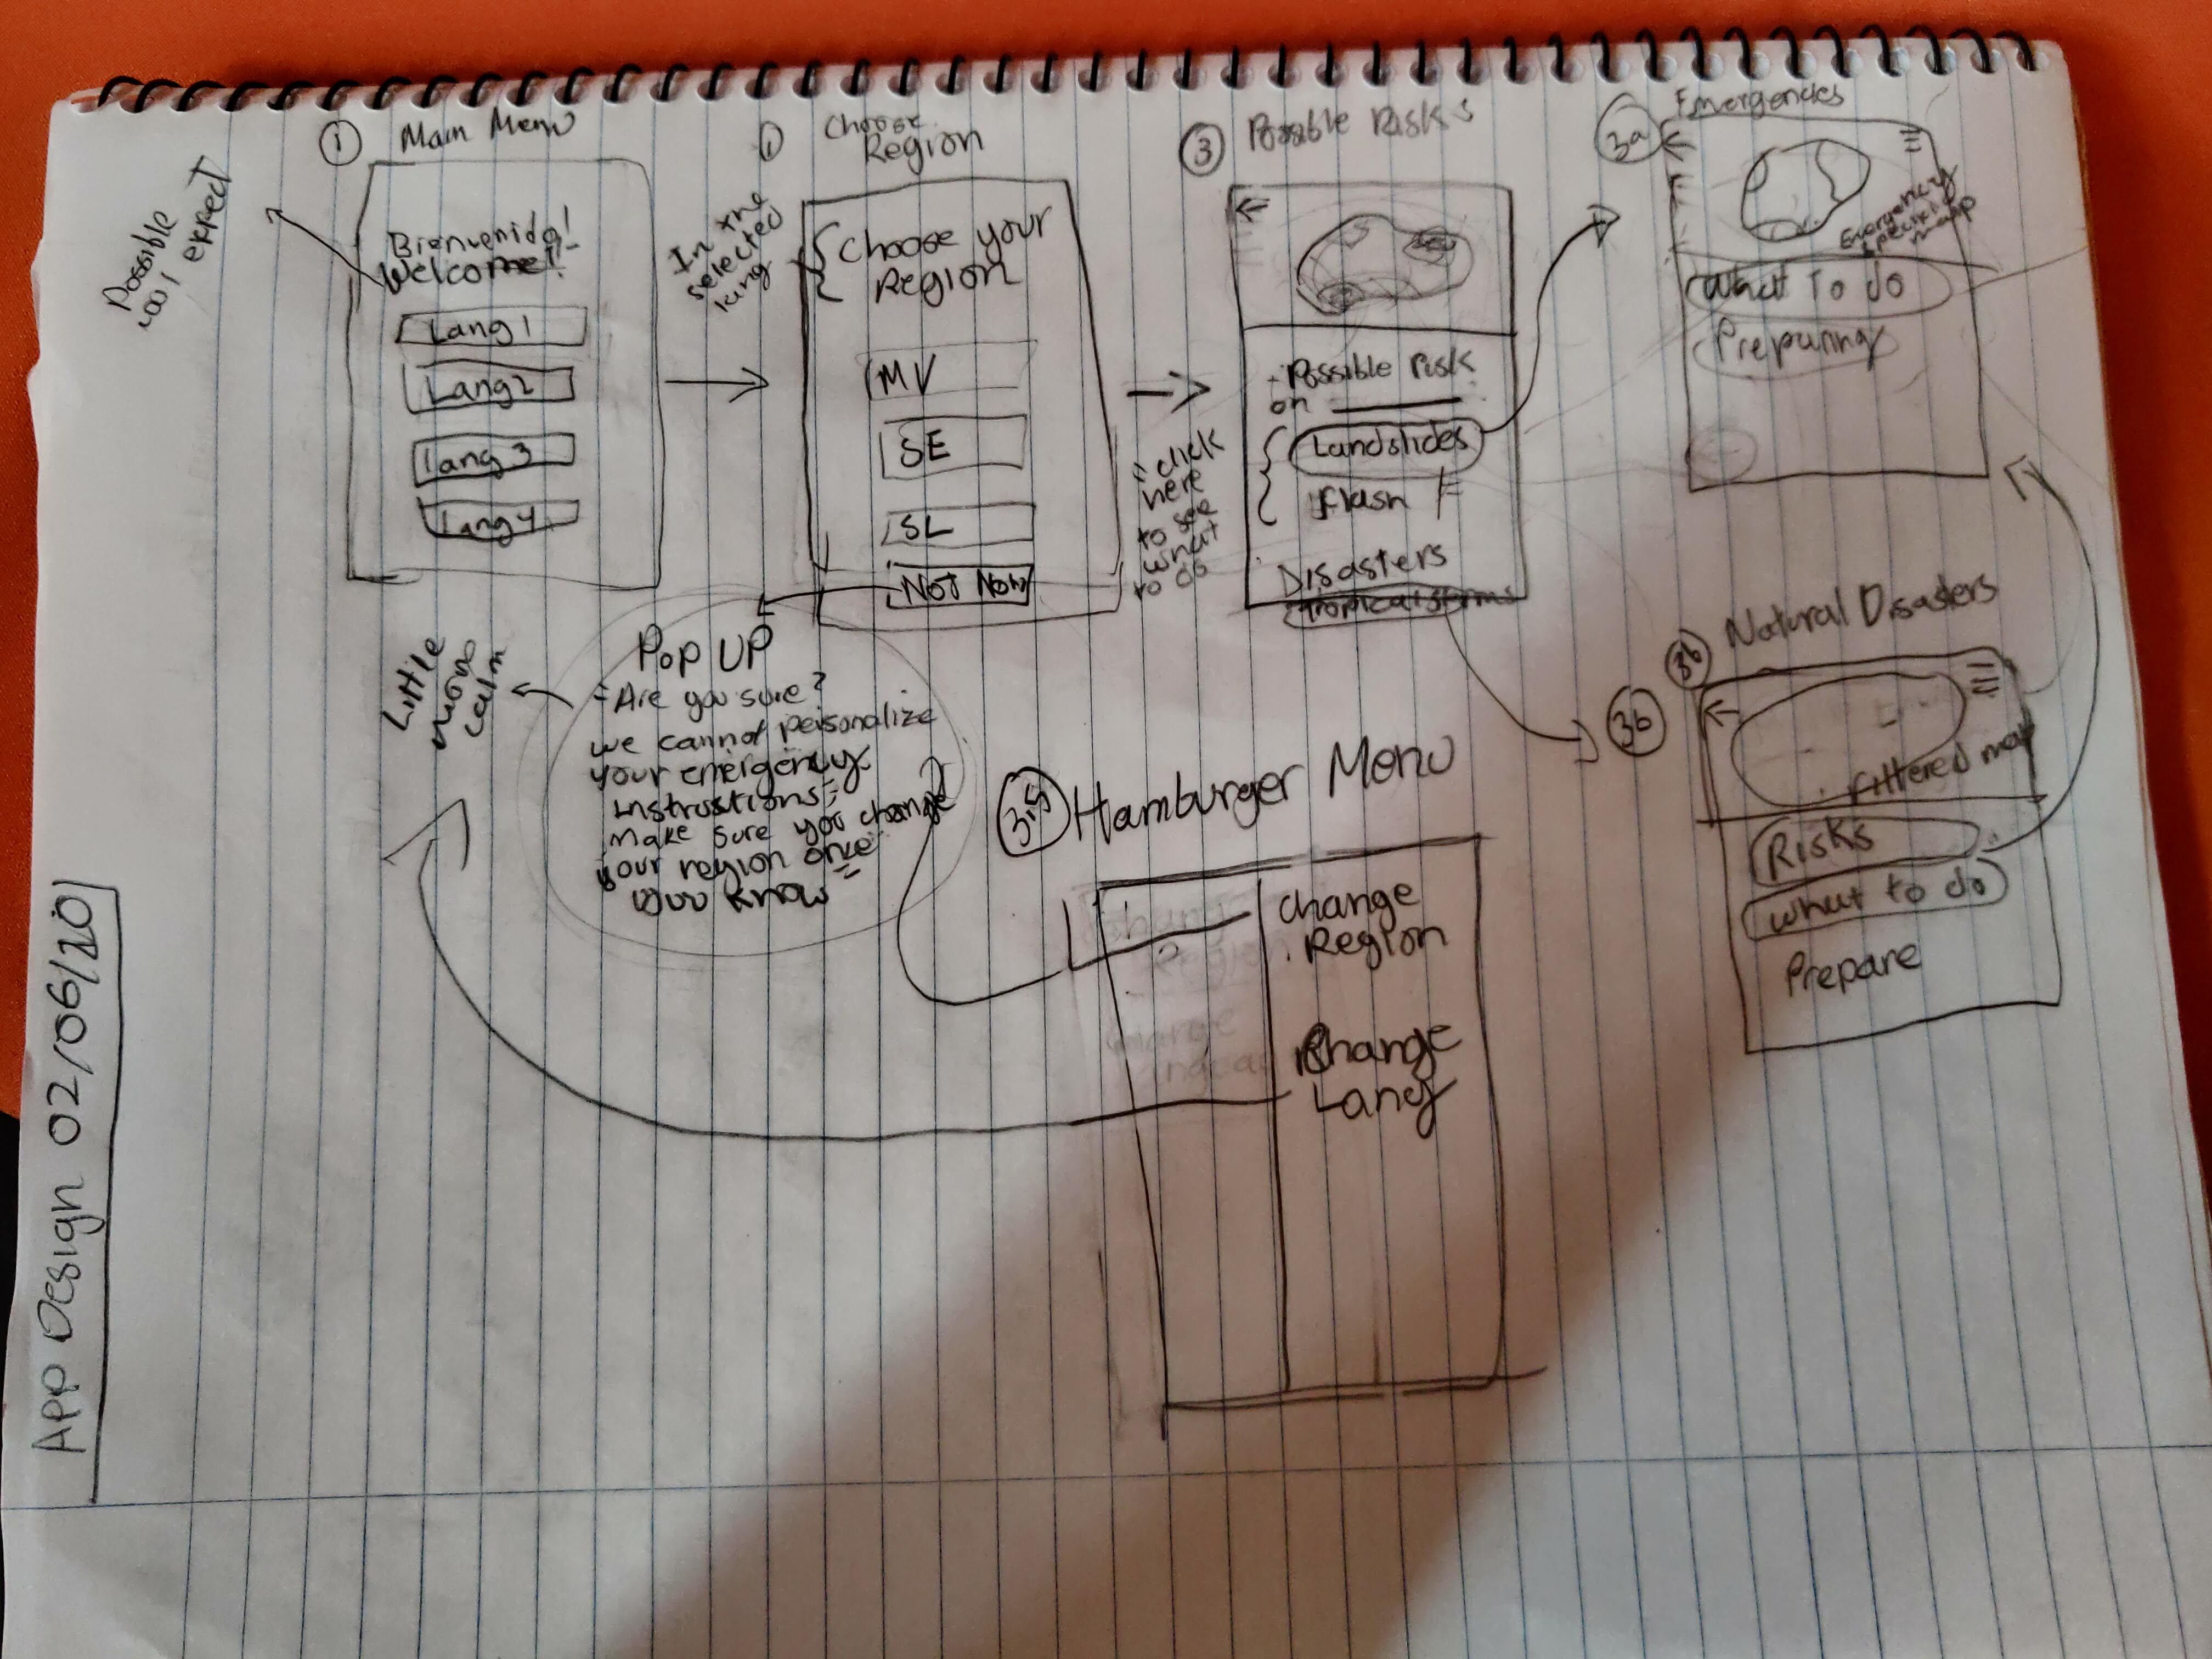 ① Main Menu
Possible
cool
Bienvenido!
Welcome!
Lang 1
Lang 2
Lang 3
Lang 4
In the
selected
lang
① Choose
Region
Choose your
Region
MV
SE
SL
Not Now
Pop UP
- Are you sure?
we cannot personalize
your emergency
instrustions,
make sure you change
your region once
you know
Little
more
calm
"click
here
to see
what
to do
③ Possible Risks
←
- Possible risk
on
Landslides
Flash F
Disasters
Tropical storms
3a Emergencies
←
Emergency
specific
map
What To do
Preparing
3b
3b Natural Disasters
←
filtered map
Risks
What to do
Prepare
3.5 Hamburger Menu
Change
Region
Change
Lang
App Design 02/06/20